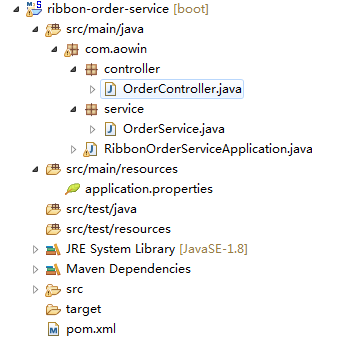 ribbon-order-service [boot]
src/main/java
com.aowin
controller
OrderController.java
service
OrderService.java
RibbonOrderServiceApplication.java
src/main/resources
application.properties
src/test/java
src/test/resources
JRE System Library [JavaSE-1.8]
Maven Dependencies
src
target
pom.xml